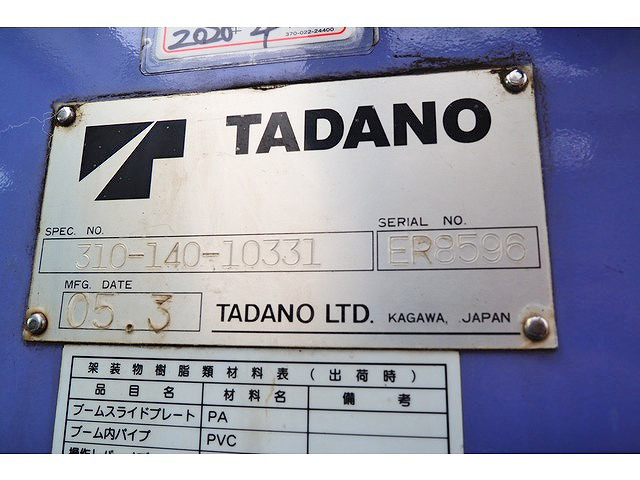 2020 4
370-022-24400
TADANO
SPEC. NO.
310-140-10331
SERIAL NO.
ER8596
MFG. DATE
05.3
TADANO LTD. KAGAWA, JAPAN
架装物樹脂類材料表(出荷時)
品目名 材料名 備考
ブームスライドプレート PA
ブーム内パイプ PVC